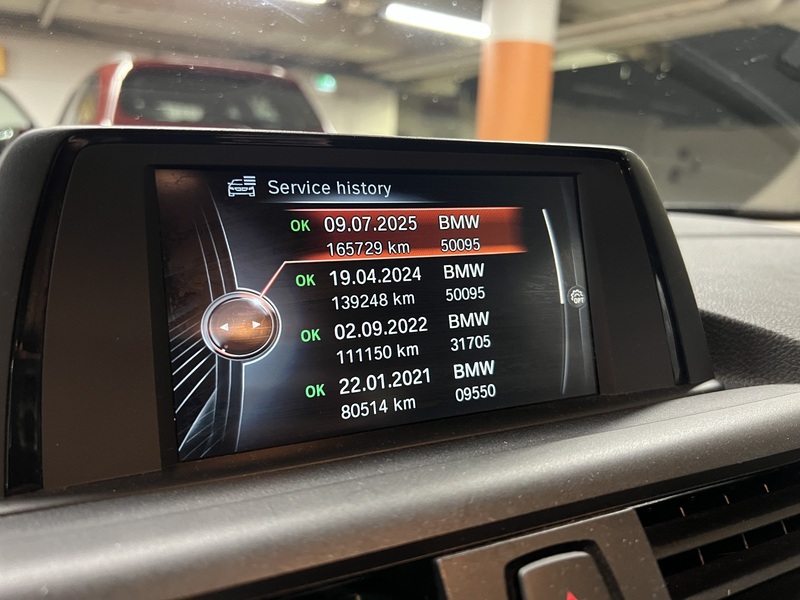 Service history
OK 09.07.2025 BMW
165729 km 50095
OK 19.04.2024 BMW
139248 km 50095
OK 02.09.2022 BMW
111150 km 31705
OK 22.01.2021 BMW
80514 km 09550